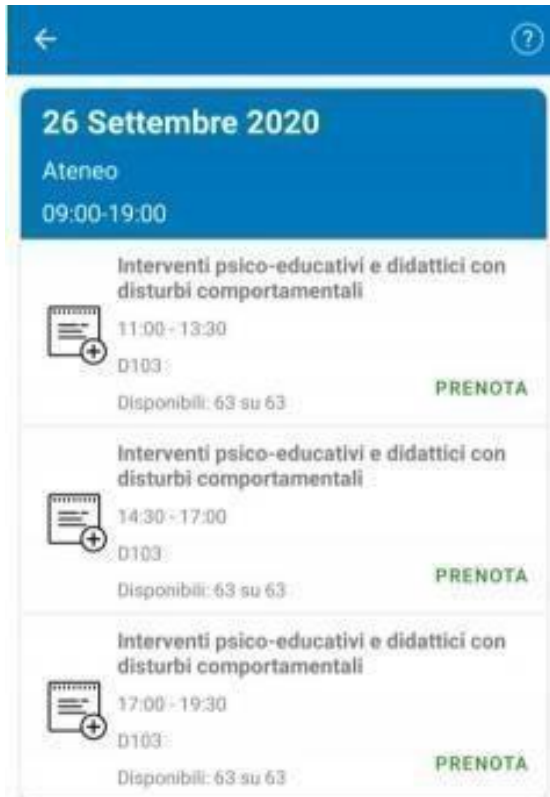 26 Settembre 2020
Ateneo
09:00-19:00
Interventi psico-educativi e didattici con
disturbi comportamentali
11:00 - 13:30
D103
Disponibili: 63 su 63
PRENOTA
Interventi psico-educativi e didattici con
disturbi comportamentali
14:30 - 17:00
D103
Disponibili: 63 su 63
PRENOTA
Interventi psico-educativi e didattici con
disturbi comportamentali
17:00 - 19:30
D103
Disponibili: 63 su 63
PRENOTA